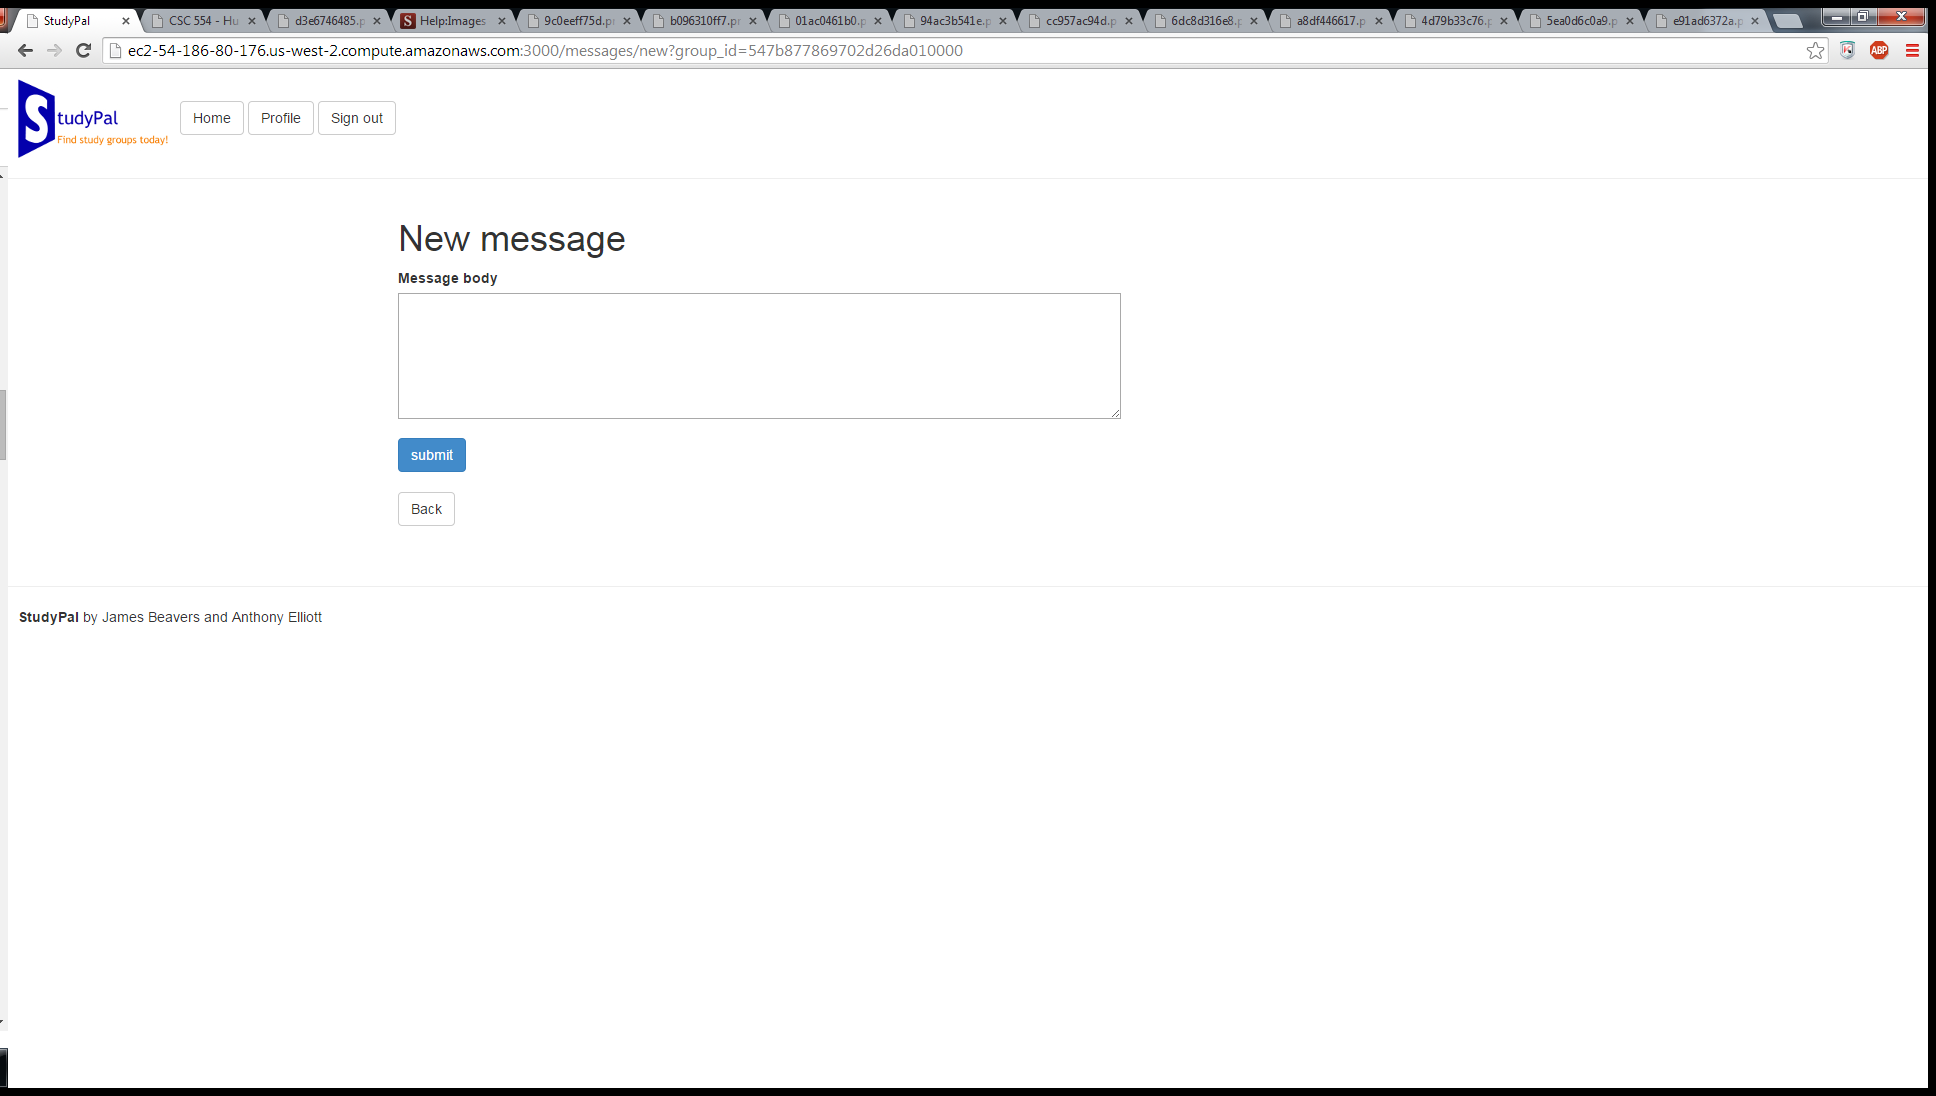 StudyPal
CSC 554 - Hu
d3e6746485.p
Help:Images
9c0eeff75d.p
b096310ff7.p
01ac0461b0.p
94ac3b541e.p
cc957ac94d.p
6dc8d316e8.p
a8df446617.p
4d79b33c76.p
5ea0d6c0a9.p
e91ad6372a.p
ec2-54-186-80-176.us-west-2.compute.amazonaws.com:3000/messages/new?group_id=547b877869702d26da010000
ABP
StudyPal
Find study groups today!
Home Profile Sign out
New message
Message body
submit
Back
StudyPal by James Beavers and Anthony Elliott